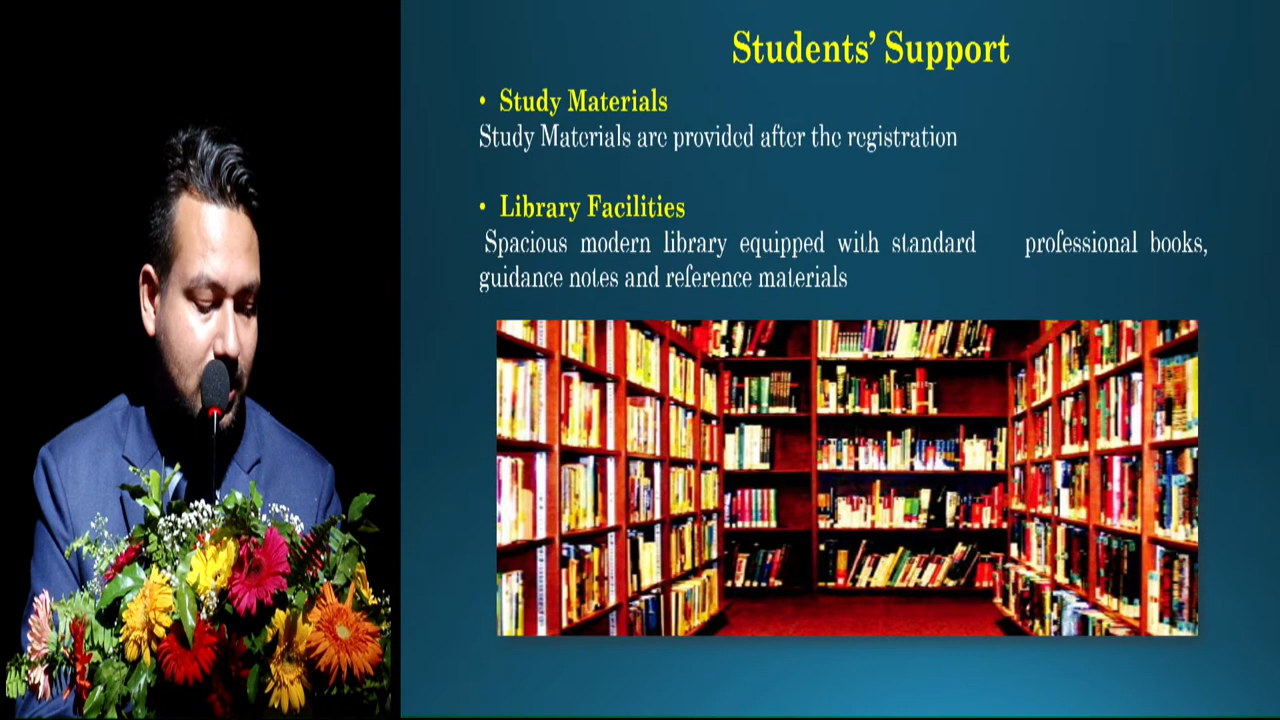 Students’ Support
• Study Materials
Study Materials are provided after the registration
• Library Facilities
Spacious modern library equipped with standard professional books,
guidance notes and reference materials